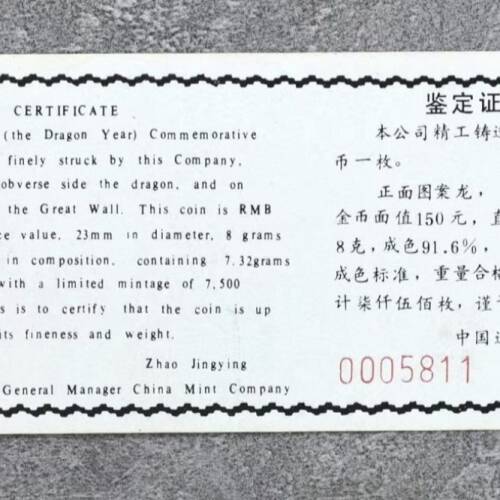 CERTIFICATE
(the Dragon Year) Commemorative
finely struck by this Company,
obverse side the dragon, and on
the Great Wall. This coin is RMB
value, 23mm in diameter, 8 grams
in composition, containing 7.32grams
with a limited mintage of 7,500
is to certify that the coin is up
its fineness and weight.
Zhao Jingying
General Manager China Mint Company
鉴定证
本公司精工铸造
币一枚。
正面图案龙，
金币面值150元，直
8克，成色91.6%，
成色标准，重量合格
计柒仟伍佰枚，谨
中国造
0005811